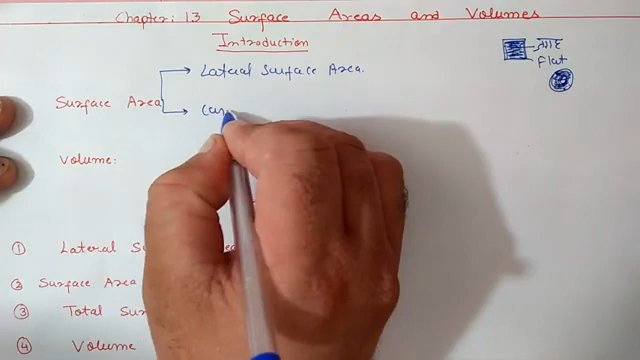 Chapter: 13 Surface Areas and Volumes
Introduction
Flat
Lateral Surface Area.
Surface Area
Volume:
① Lateral
② Surface Area
③ Total
④ Volume